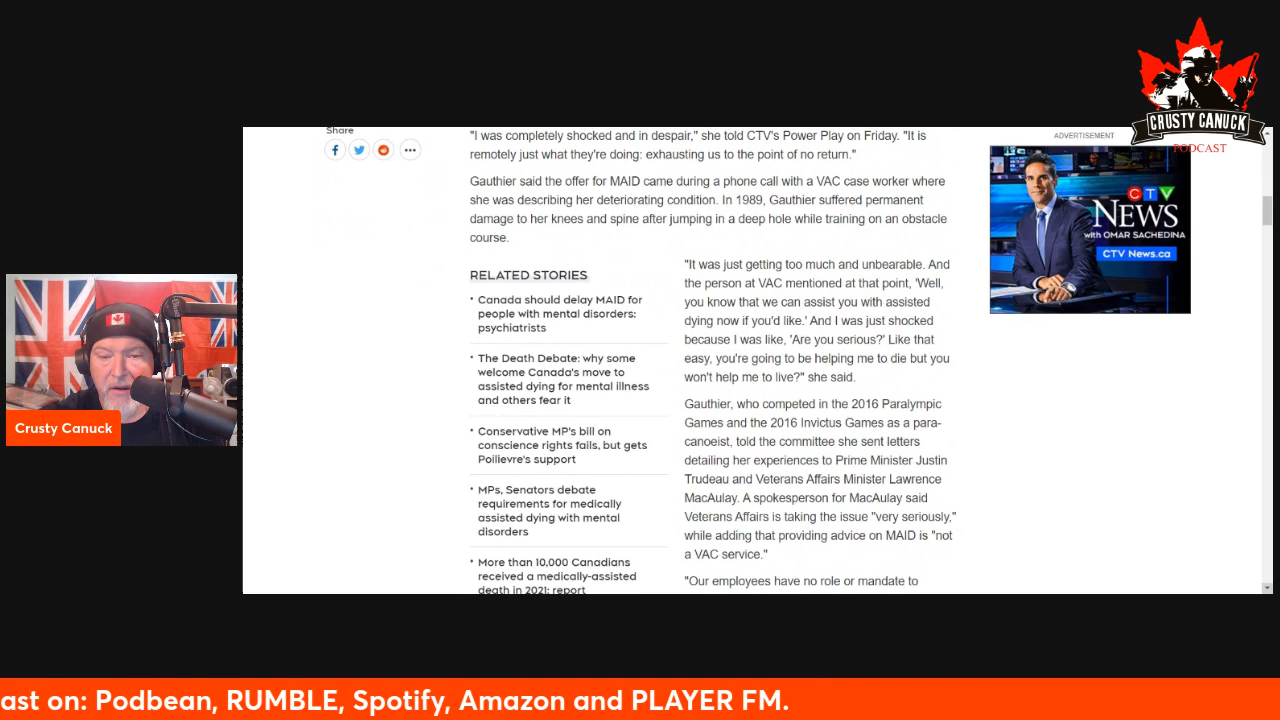 CRUSTY CANUCK
PODCAST
Share
"I was completely shocked and in despair," she told CTV's Power Play on Friday. "It is
remotely just what they're doing: exhausting us to the point of no return."
Gauthier said the offer for MAID came during a phone call with a VAC case worker where
she was describing her deteriorating condition. In 1989, Gauthier suffered permanent
damage to her knees and spine after jumping in a deep hole while training on an obstacle
course.
RELATED STORIES
• Canada should delay MAID for
people with mental disorders:
psychiatrists
• The Death Debate: why some
welcome Canada's move to
assisted dying for mental illness
and others fear it
• Conservative MP's bill on
conscience rights fails, but gets
Poilievre's support
• MPs, Senators debate
requirements for medically
assisted dying with mental
disorders
• More than 10,000 Canadians
received a medically-assisted
death in 2021: report
"It was just getting too much and unbearable. And
the person at VAC mentioned at that point, 'Well,
you know that we can assist you with assisted
dying now if you'd like.' And I was just shocked
because I was like, 'Are you serious?' Like that
easy, you're going to be helping me to die but you
won't help me to live?" she said.
Gauthier, who competed in the 2016 Paralympic
Games and the 2016 Invictus Games as a para-
canoeist, told the committee she sent letters
detailing her experiences to Prime Minister Justin
Trudeau and Veterans Affairs Minister Lawrence
MacAulay. A spokesperson for MacAulay said
Veterans Affairs is taking the issue "very seriously,"
while adding that providing advice on MAID is "not
a VAC service."
"Our employees have no role or mandate to
ADVERTISEMENT
CTV
NEWS
with OMAR SACHEDINA
CTV News.ca
Crusty Canuck
ast on: Podbean, RUMBLE, Spotify, Amazon and PLAYER FM.